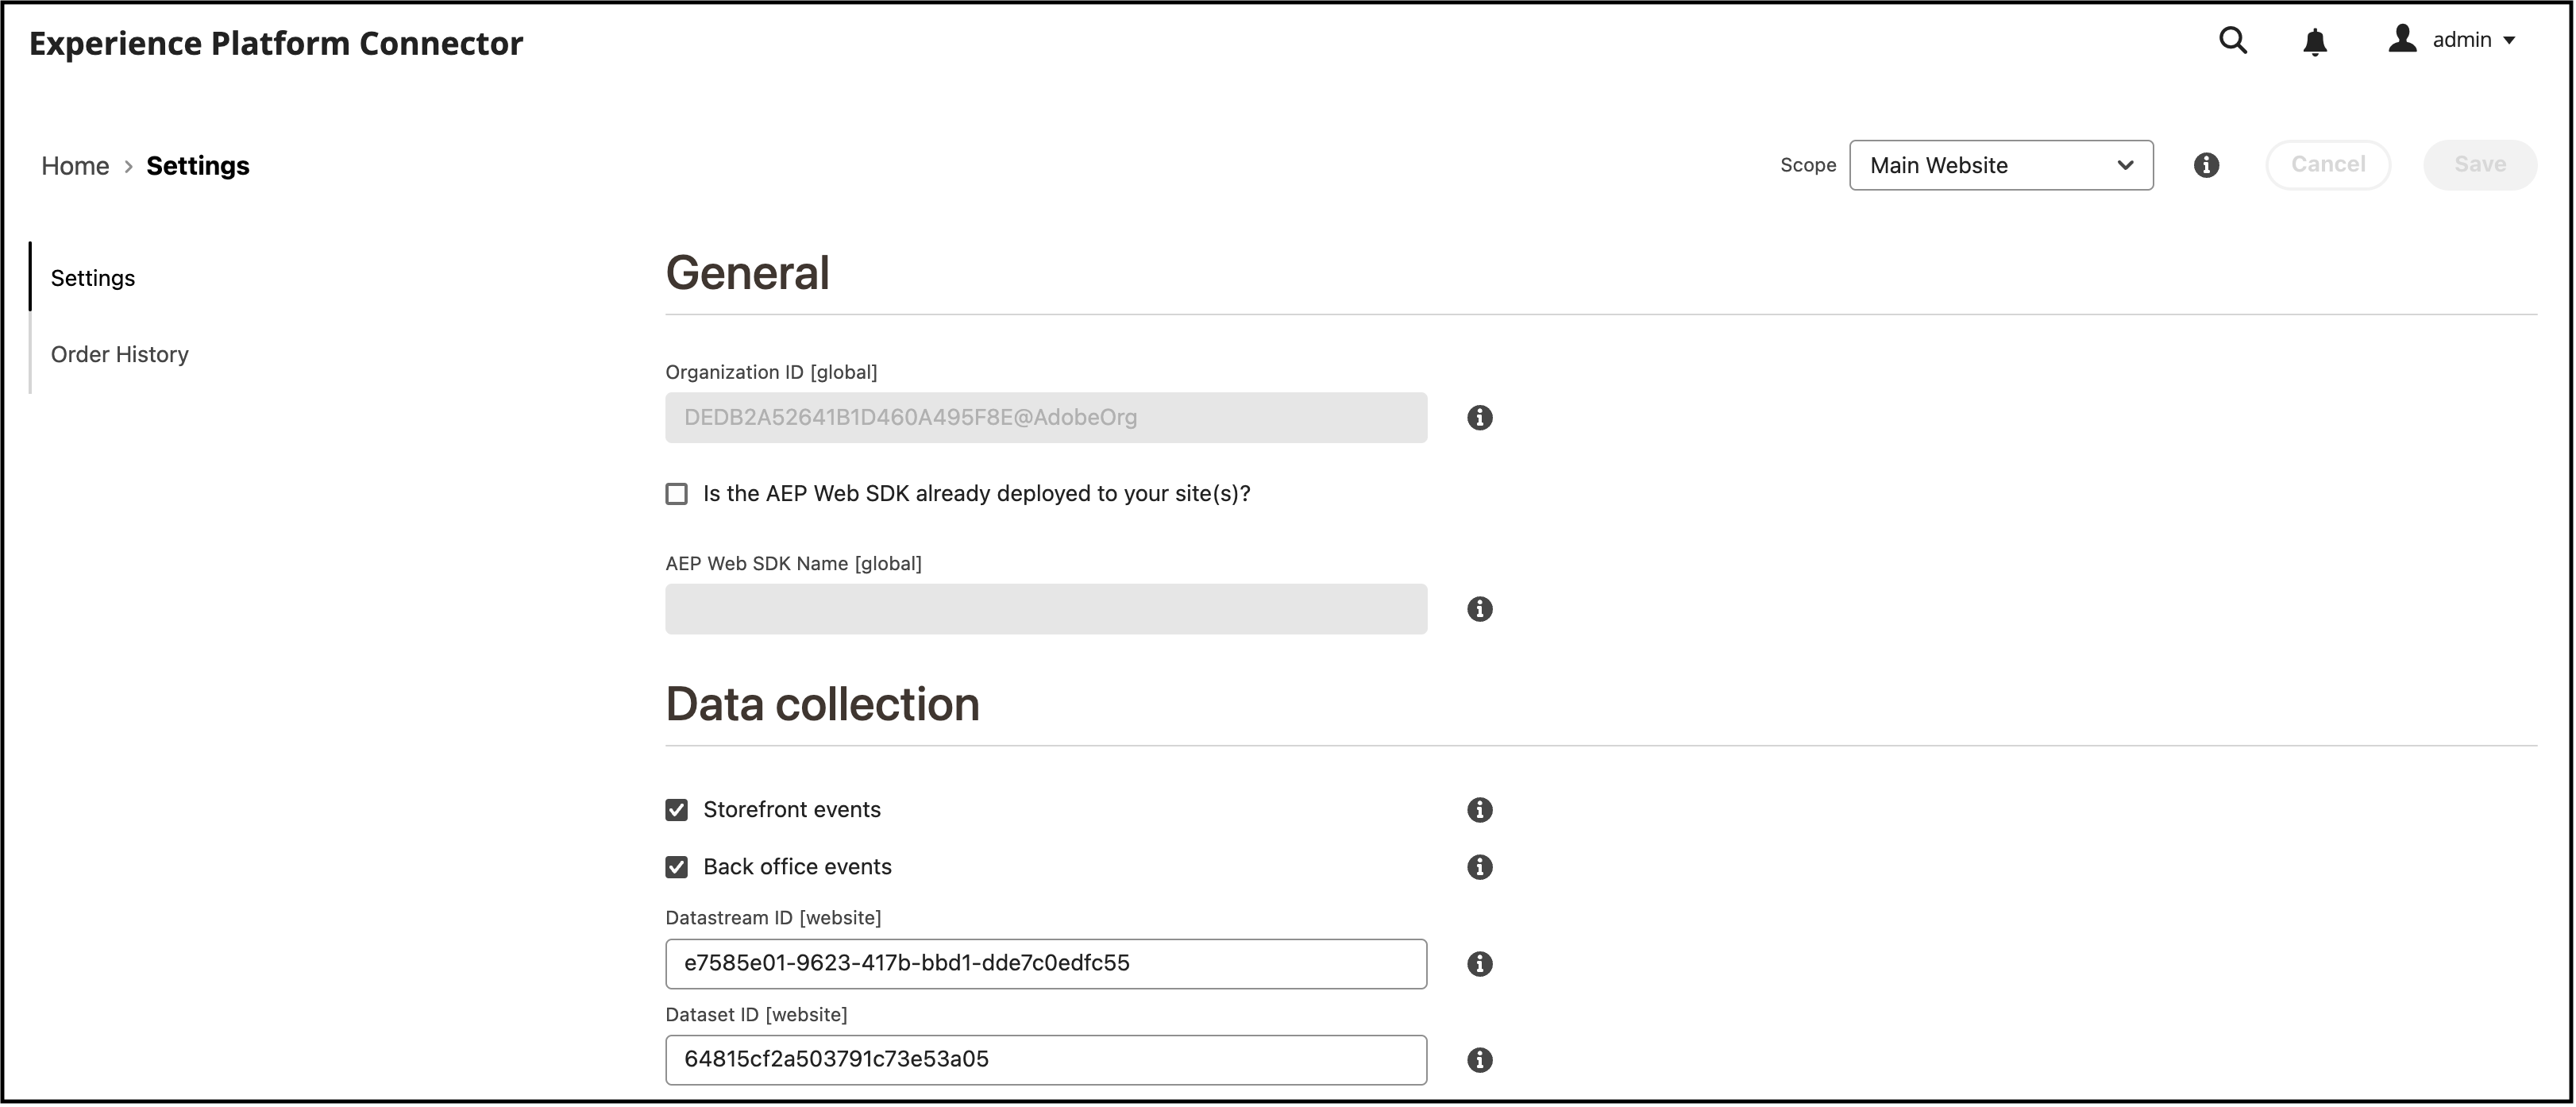 Experience Platform Connector
admin
Home > Settings
Scope Main Website Cancel Save
Settings
Order History
General
Organization ID [global]
DEDB2A52641B1D460A495F8E@AdobeOrg
Is the AEP Web SDK already deployed to your site(s)?
AEP Web SDK Name [global]
Data collection
Storefront events
Back office events
Datastream ID [website]
e7585e01-9623-417b-bbd1-dde7c0edfc55
Dataset ID [website]
64815cf2a503791c73e53a05